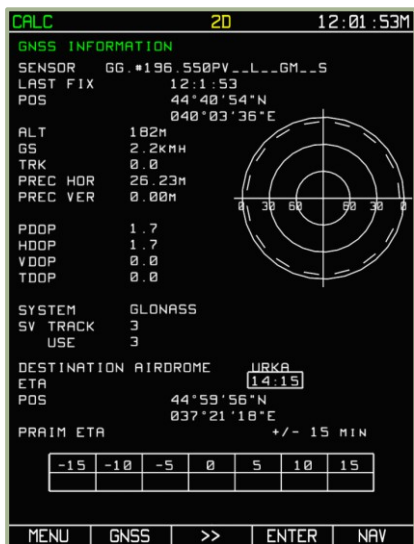 CALC 2D 12:01:53M
GNSS INFORMATION
SENSOR GG.*196.550PV__L__GM__S
LAST FIX 12:1:53
POS 44°40'54"N
040°03'36"E
ALT 182M
GS 2.2KMH
TRK 0.0
PREC HOR 26.23M
PREC VER 0.00M
0 30 60 60 30 0
PDOP 1.7
HDOP 1.7
VDOP 0.0
TDOP 0.0
SYSTEM GLONASS
SV TRACK 3
USE 3
DESTINATION AIRDROME URKA
ETA 14:15
POS 44°59'56"N
037°21'18"E
PRAIM ETA +/- 15 MIN
-15 -10 -5 0 5 10 15
MENU GNSS >> ENTER NAV